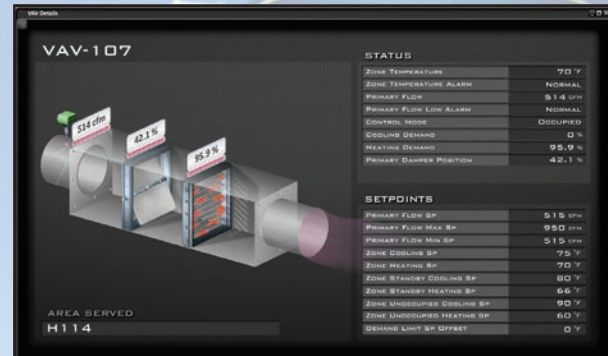 VAV Details
VAV-107
514 cfm
42.1 %
95.9 %
AREA SERVED
H114
STATUS
ZONE TEMPERATURE 70 °F
ZONE TEMPERATURE ALARM NORMAL
PRIMARY FLOW 514 CFM
PRIMARY FLOW LOW ALARM NORMAL
CONTROL MODE OCCUPIED
COOLING DEMAND 0 %
HEATING DEMAND 95.9 %
PRIMARY DAMPER POSITION 42.1 %
SETPOINTS
PRIMARY FLOW SP 515 CFM
PRIMARY FLOW MAX SP 950 CFM
PRIMARY FLOW MIN SP 515 CFM
ZONE COOLING SP 75 °F
ZONE HEATING SP 70 °F
ZONE STANDBY COOLING SP 80 °F
ZONE STANDBY HEATING SP 66 °F
ZONE UNOCCUPIED COOLING SP 90 °F
ZONE UNOCCUPIED HEATING SP 60 °F
DEMAND LIMIT SP OFFSET 0 °F